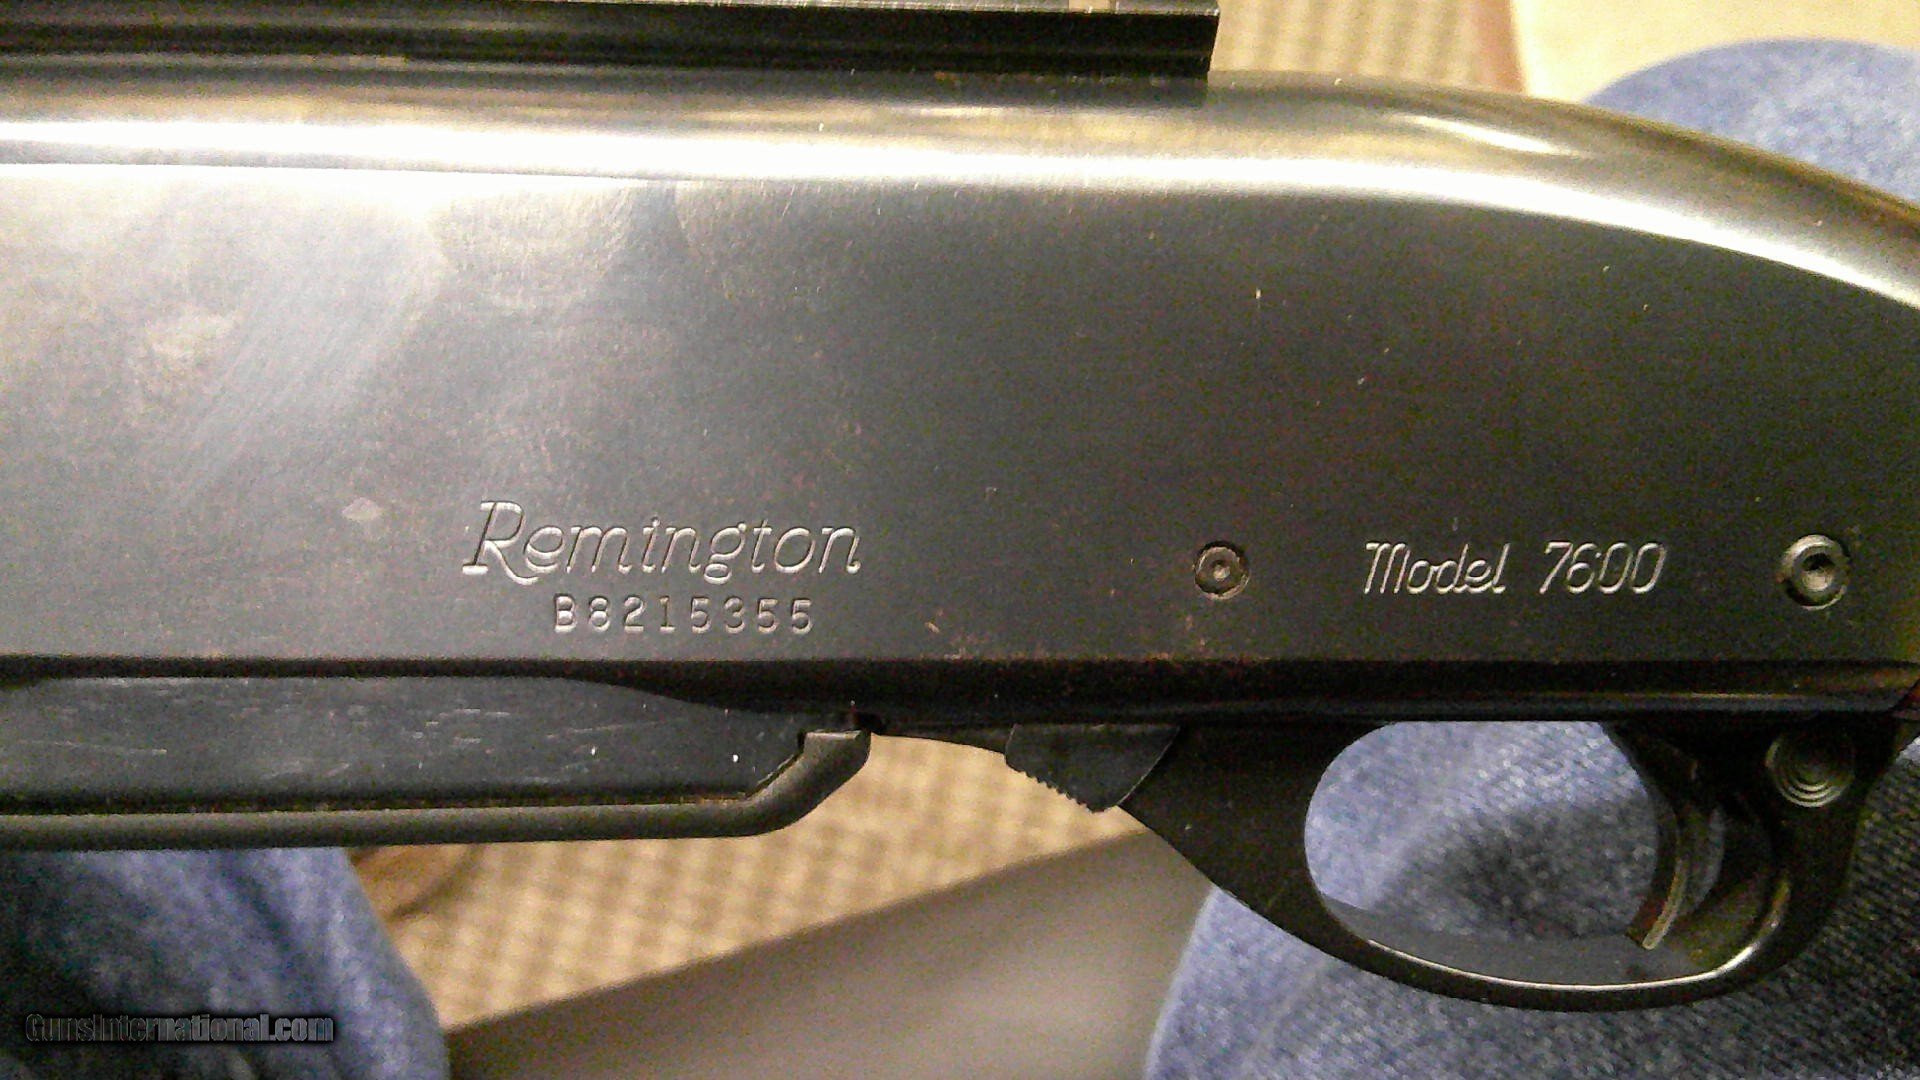 Remington
B8215355
Model 7600
GunsInternational.com